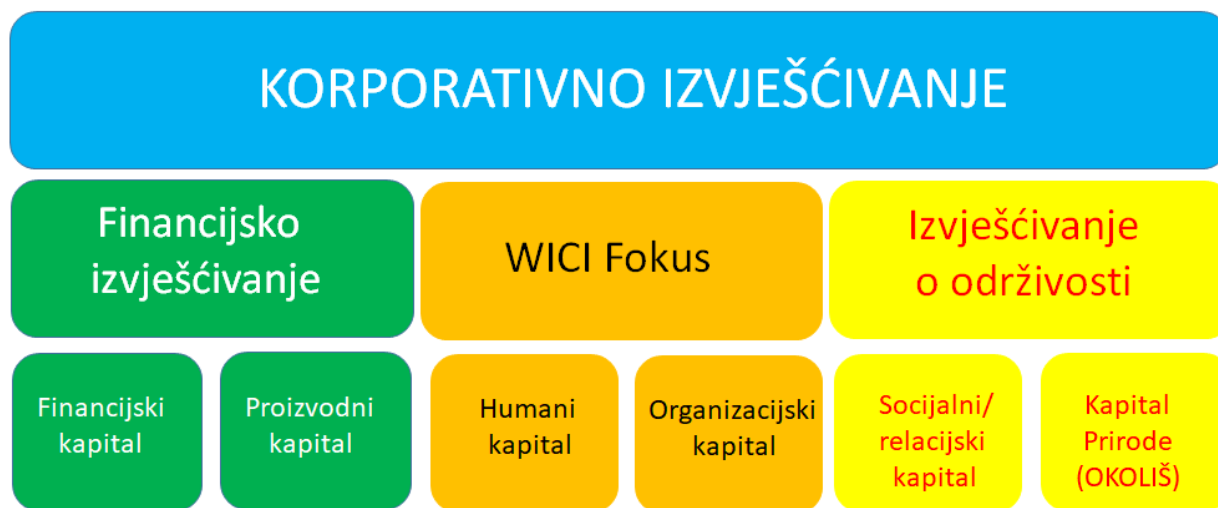 KORPORATIVNO IZVJEŠĆIVANJE
Financijsko
izvješćivanje
WICI Fokus
Izvješćivanje
o održivosti
Financijski
kapital
Proizvodni
kapital
Humani
kapital
Organizacijski
kapital
Socijalni/
relacijski
kapital
Kapital
Prirode
(OKOLIŠ)